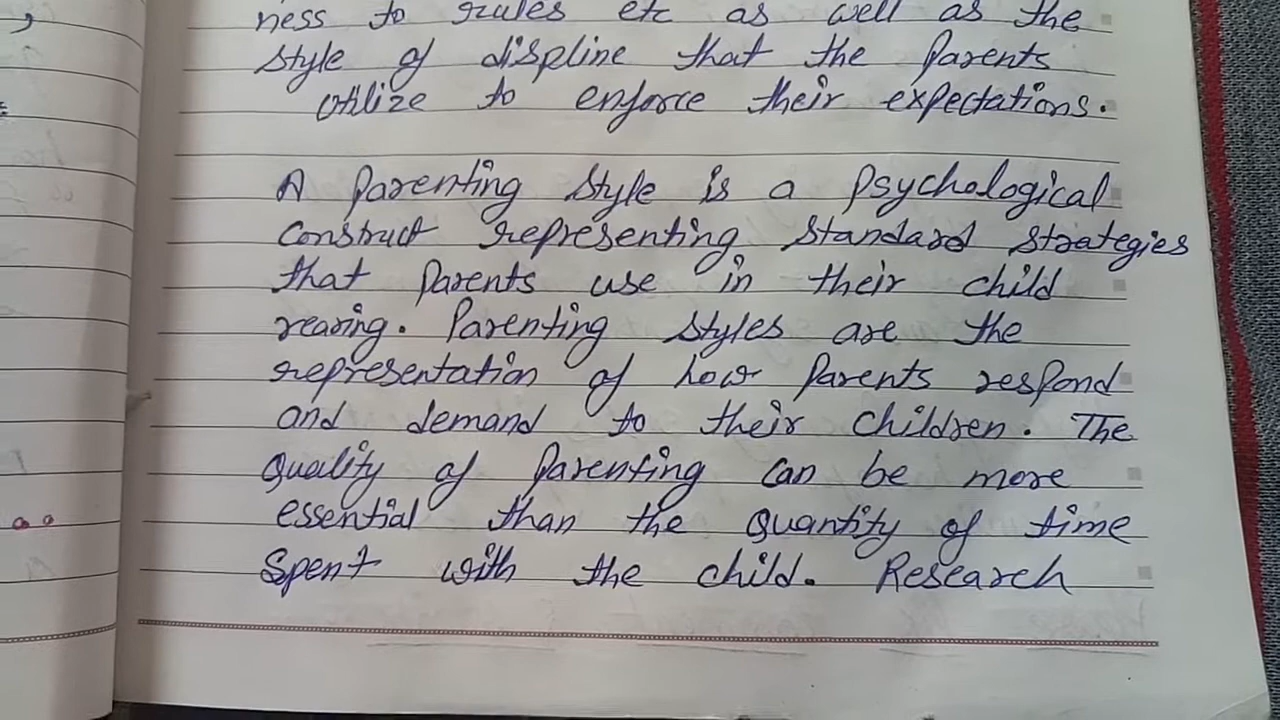 ness to rules etc as well as the
style of displine that the Parents
utilize to enforce their expectations.
A Parenting Style is a Psychological
Construct representing Standard Strategies
that Parents use in their child
rearing. Parenting styles are the
representation of how Parents respond
and demand to their children. The
Quality of Parenting can be more
essential than the Quantity of time
Spent with the child. Research